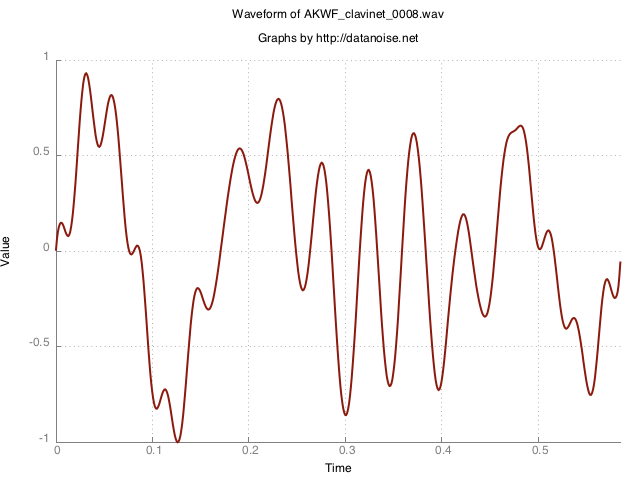 Waveform of AKWF_clavinet_0008.wav
Graphs by http://datanoise.net
1
0.5
0
-0.5
-1
Value
0 0.1 0.2 0.3 0.4 0.5
Time